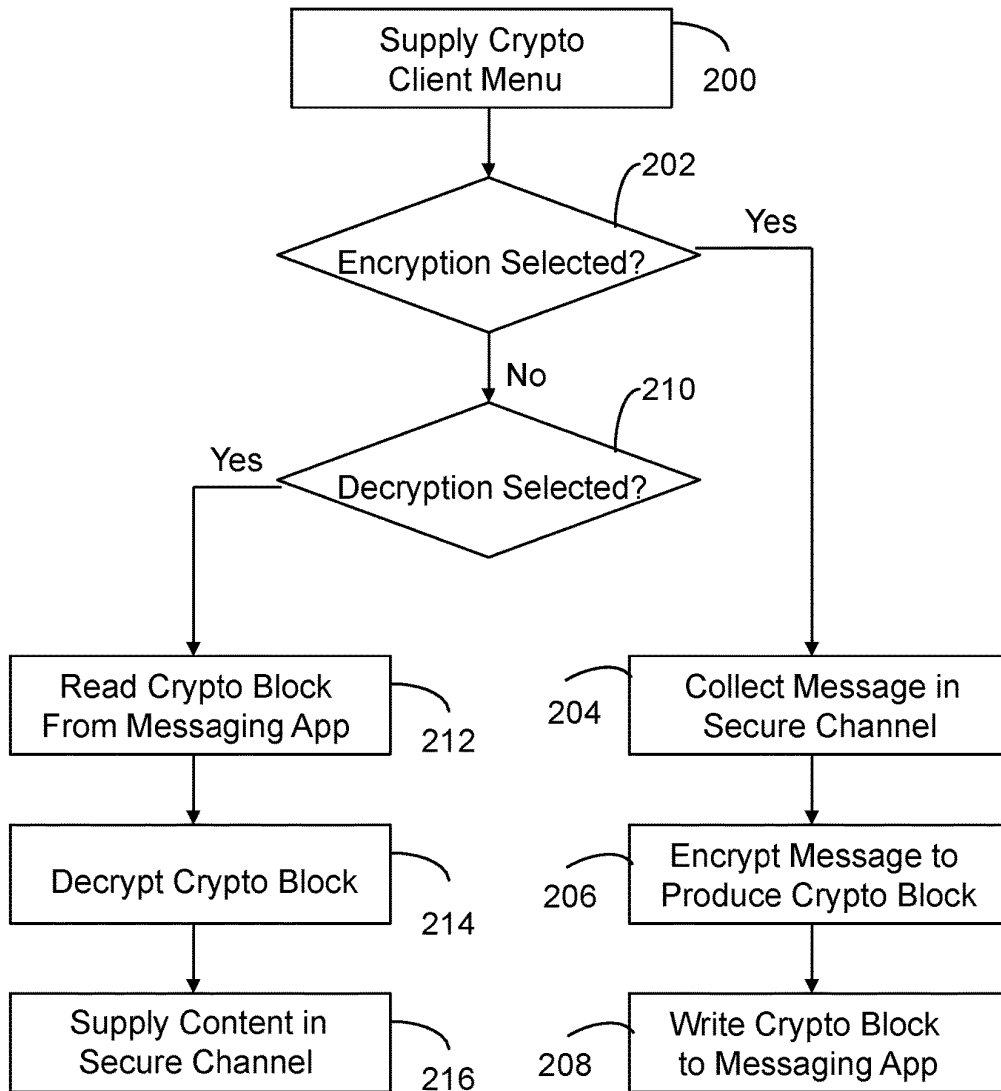 Supply Crypto
Client Menu
200
202
Yes
Encryption Selected?
No
210
Yes
Decryption Selected?
Read Crypto Block
From Messaging App
212
204
Collect Message in
Secure Channel
Decrypt Crypto Block
214
206
Encrypt Message to
Produce Crypto Block
Supply Content in
Secure Channel
216
208
Write Crypto Block
to Messaging App